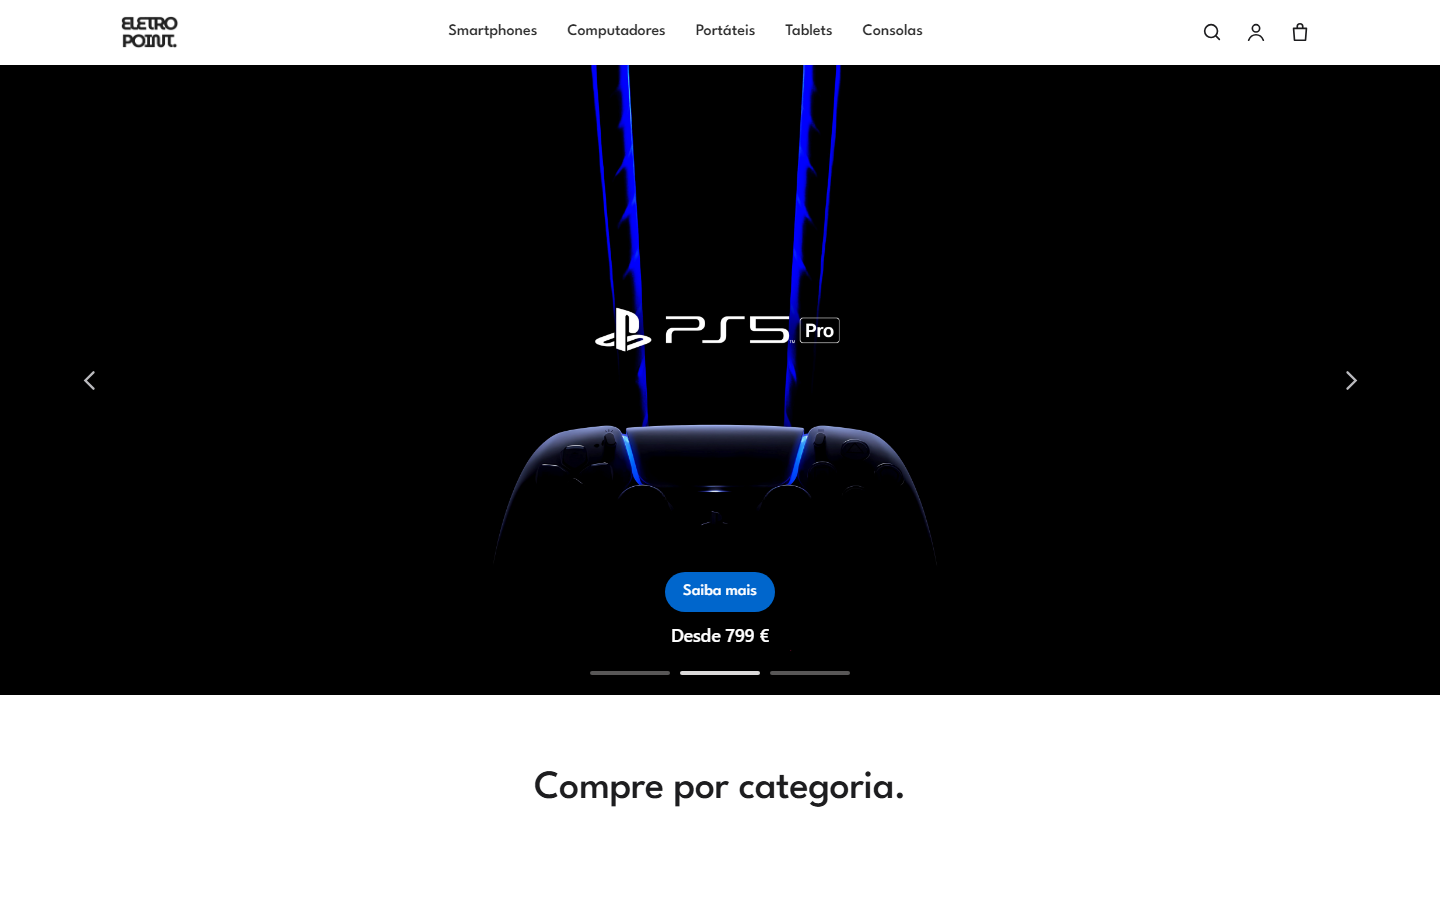 ELETRO
POINT.
Smartphones
Computadores
Portáteis
Tablets
Consolas
PS5 Pro
Saiba mais
Desde 799 €
Compre por categoria.